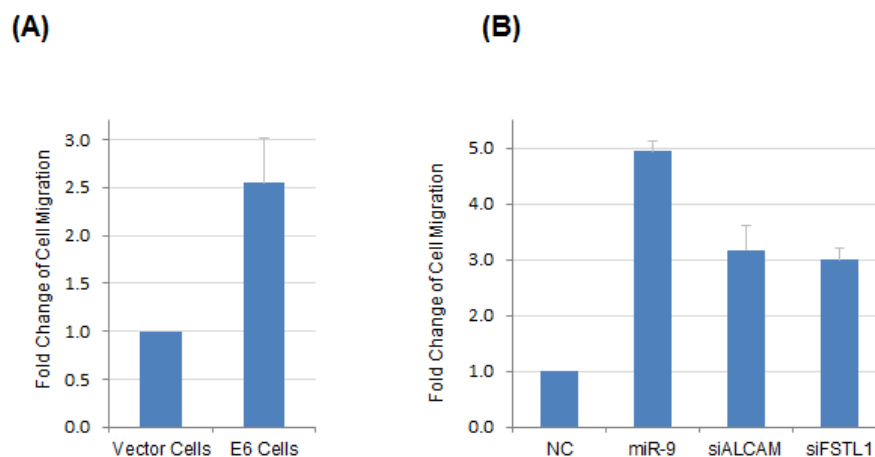 (A)
Fold Change of Cell Migration
3.0
2.5
2.0
1.5
1.0
0.5
0.0
Vector Cells E6 Cells
(B)
Fold Change of Cell Migration
5.0
4.0
3.0
2.0
1.0
0.0
NC miR-9 siALCAM siFSTL1